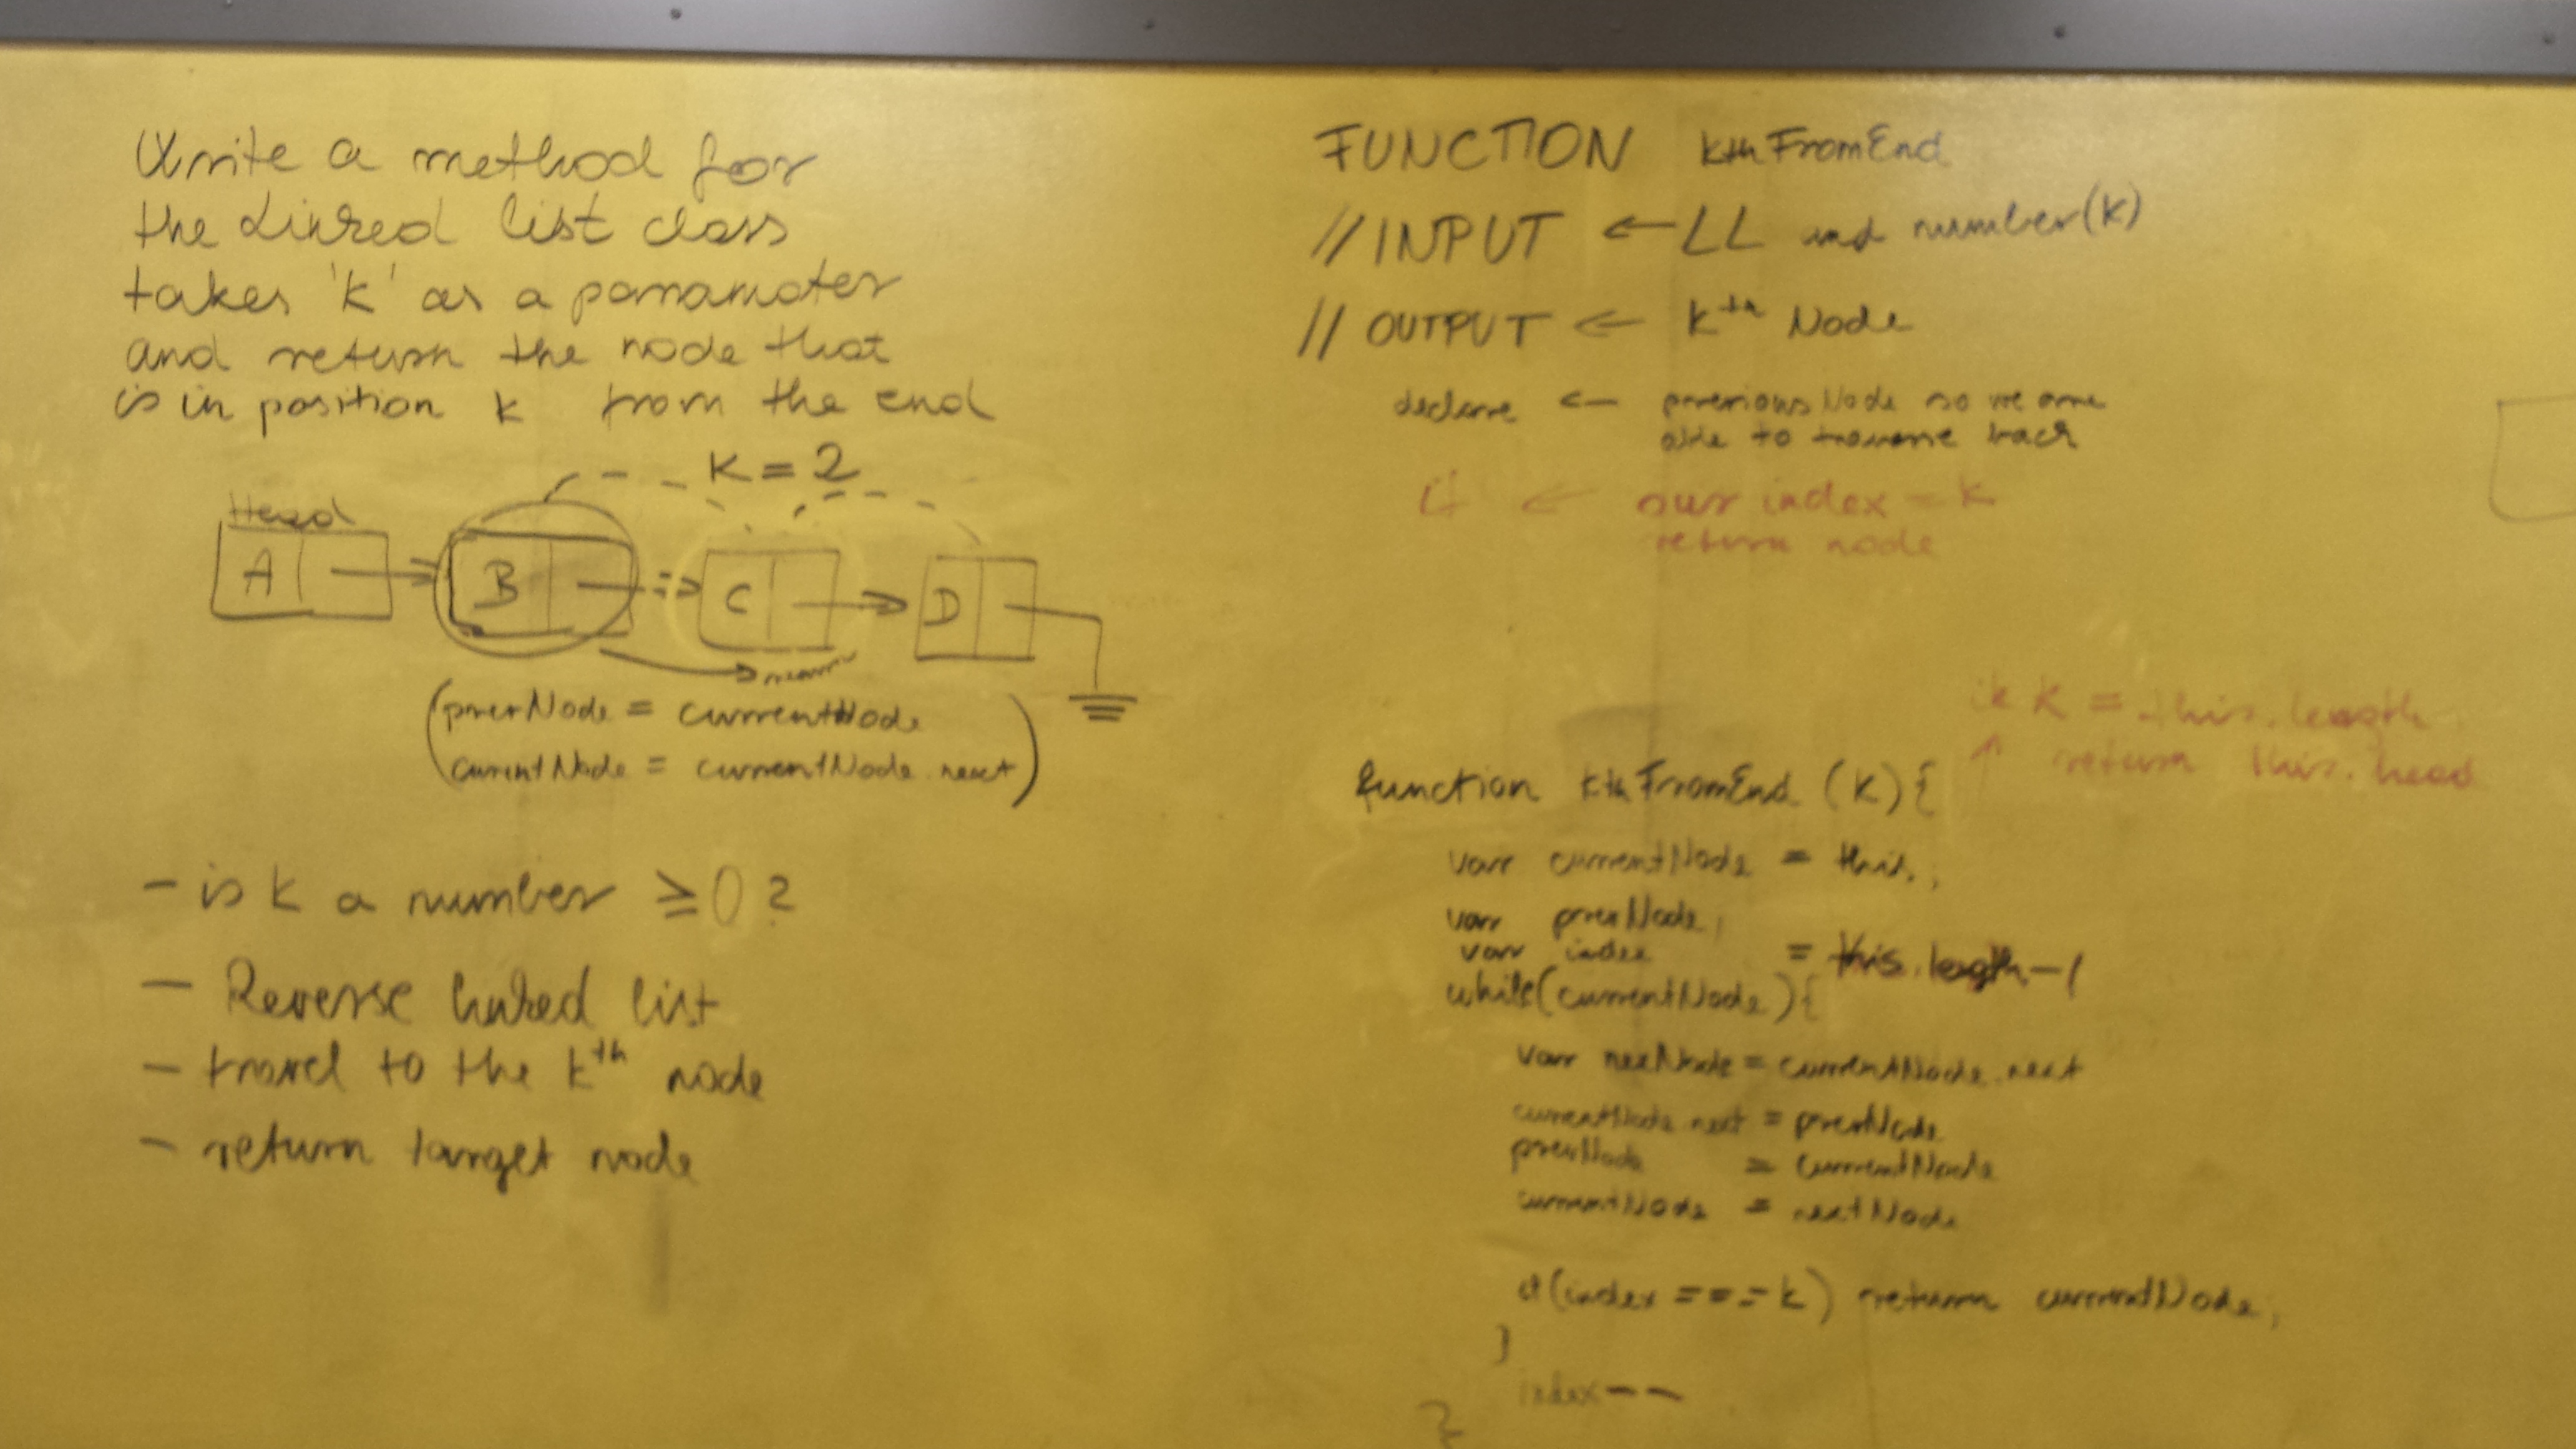 Write a method for
the Linked list class
takes 'k' as a paramater
and return the node that
is in position k from the end
K = 2
Head
A
B
C
D
(prevNode = currentNode
currentNode = currentNode.next)
- is k a number ≥ 0?
- Reverse linked list
- travel to the kth node
- return target node
FUNCTION kthFromEnd
// INPUT ← LL and number(k)
// OUTPUT ← kth Node
declare ← previousNode so we are
able to traverse back
if ← our index = k
return node
if K = this.length
↑ return this.head
function kthFromEnd (k){
var currentNode = this.;
var prevNode;
var index = this.length-1
while(currentNode){
var nextNode = currentNode.next
currentNode.next = prevNode
prevNode = currentNode
currentNode = nextNode
if(index === k) return currentNode;
}
index--
}